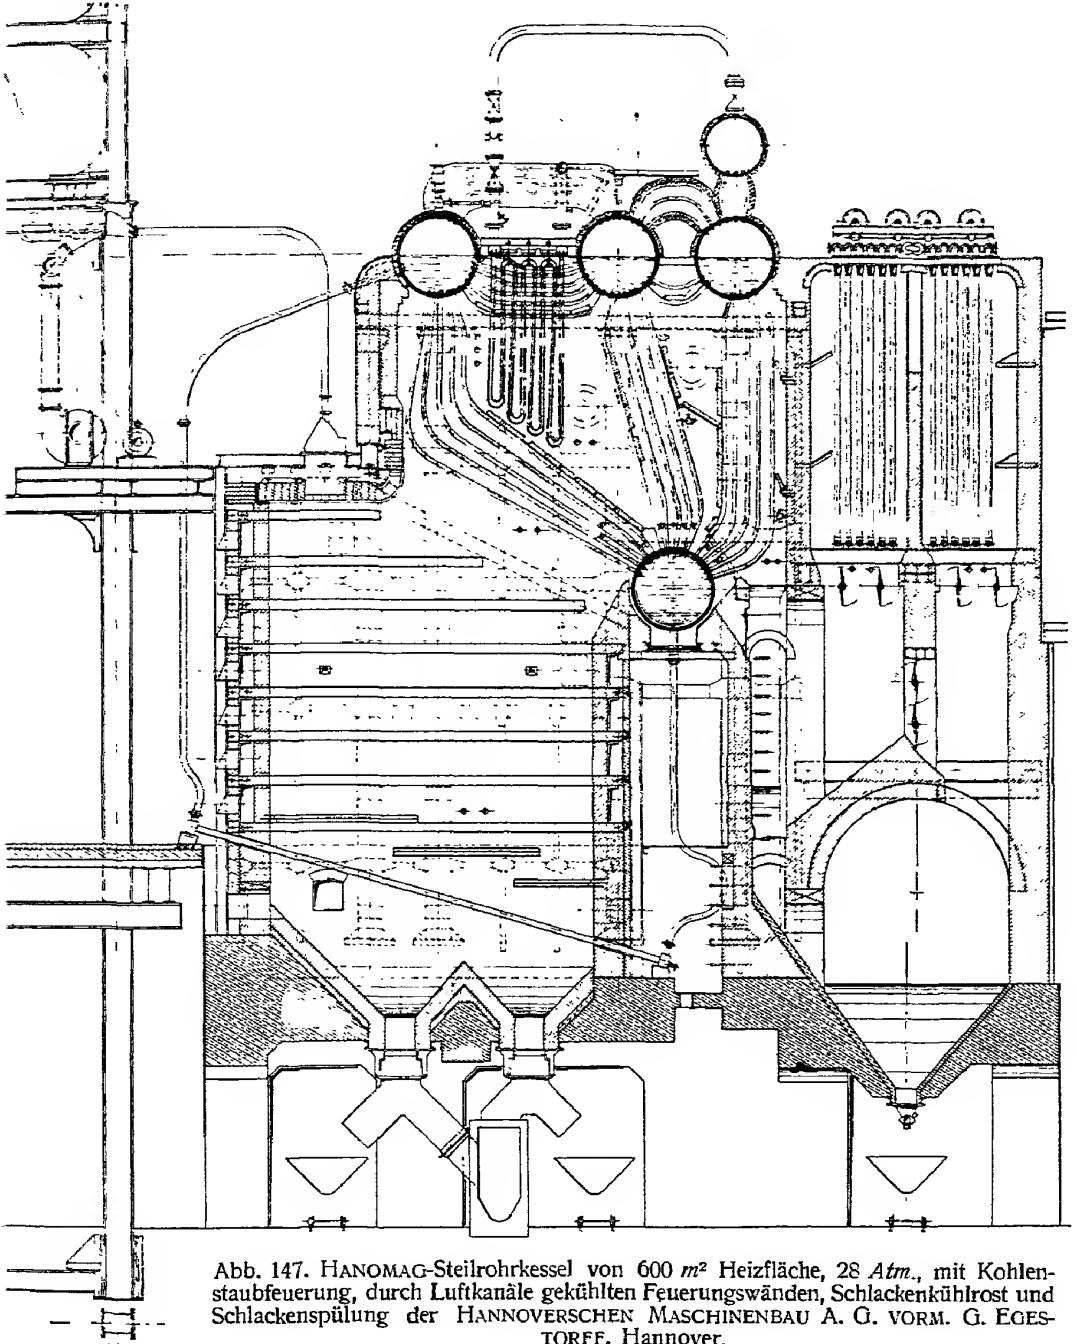 Abb. 147. HANOMAG-Steilrohrkessel von 600 m² Heizfläche, 28 Atm., mit Kohlen-
staubfeuerung, durch Luftkanäle gekühlten Feuerungswänden, Schlackenkühlrost und
Schlackenspülung der HANNOVERSCHEN MASCHINENBAU A. G. VORM. G. EGES-
TORFF, Hannover.